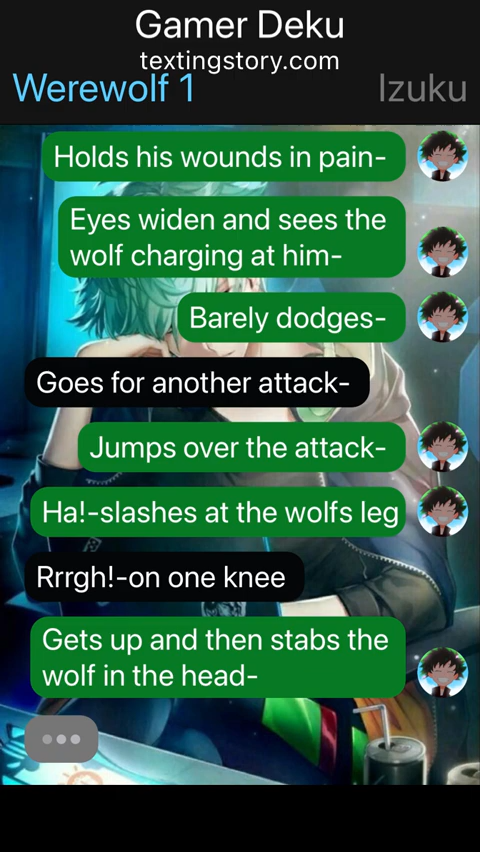 Gamer Deku
textingstory.com
Werewolf 1
Izuku
Holds his wounds in pain-
Eyes widen and sees the
wolf charging at him-
Barely dodges-
Goes for another attack-
Jumps over the attack-
Ha!-slashes at the wolfs leg
Rrrgh!-on one knee
Gets up and then stabs the
wolf in the head-